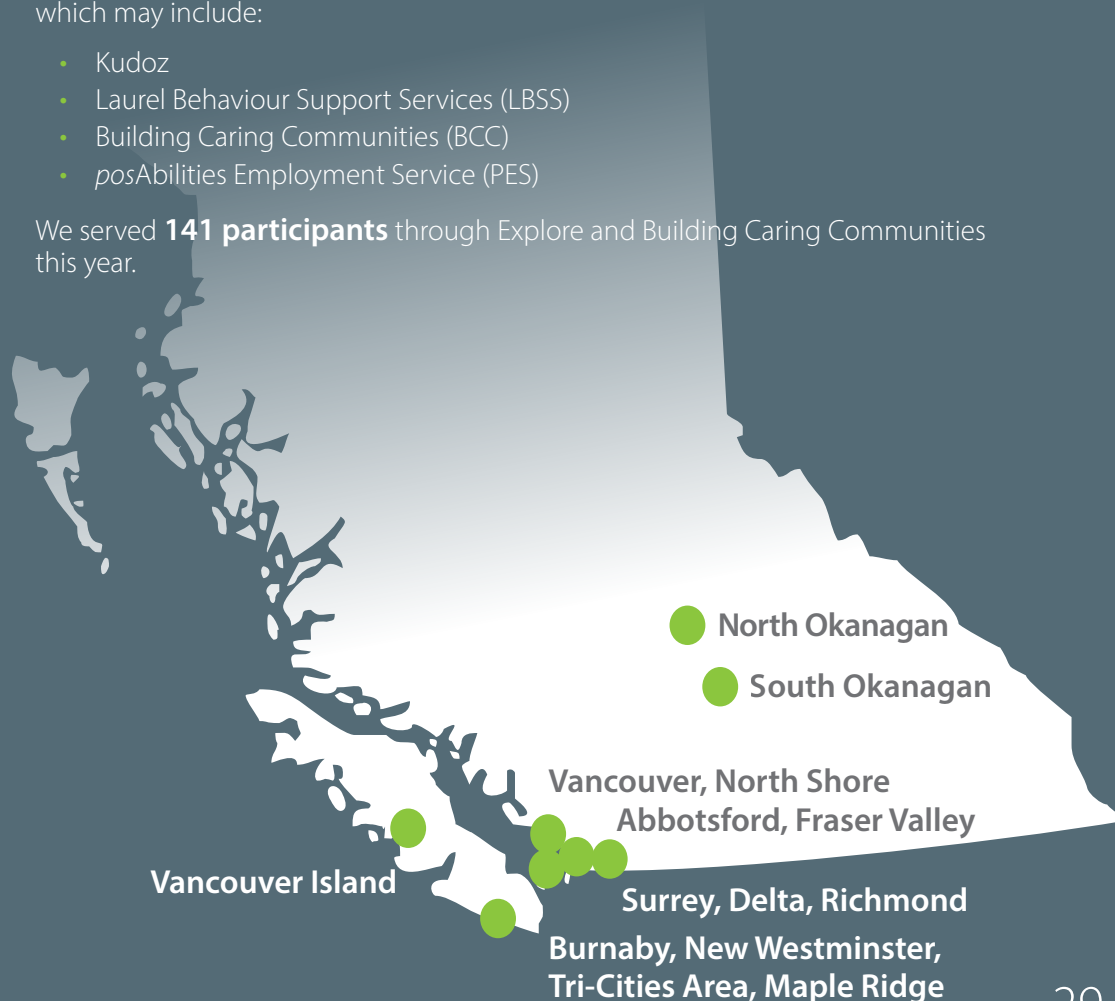 which may include:
• Kudoz
• Laurel Behaviour Support Services (LBSS)
• Building Caring Communities (BCC)
• posAbilities Employment Service (PES)
We served 141 participants through Explore and Building Caring Communities
this year.
North Okanagan
South Okanagan
Vancouver, North Shore
Abbotsford, Fraser Valley
Vancouver Island
Surrey, Delta, Richmond
Burnaby, New Westminster,
Tri-Cities Area, Maple Ridge